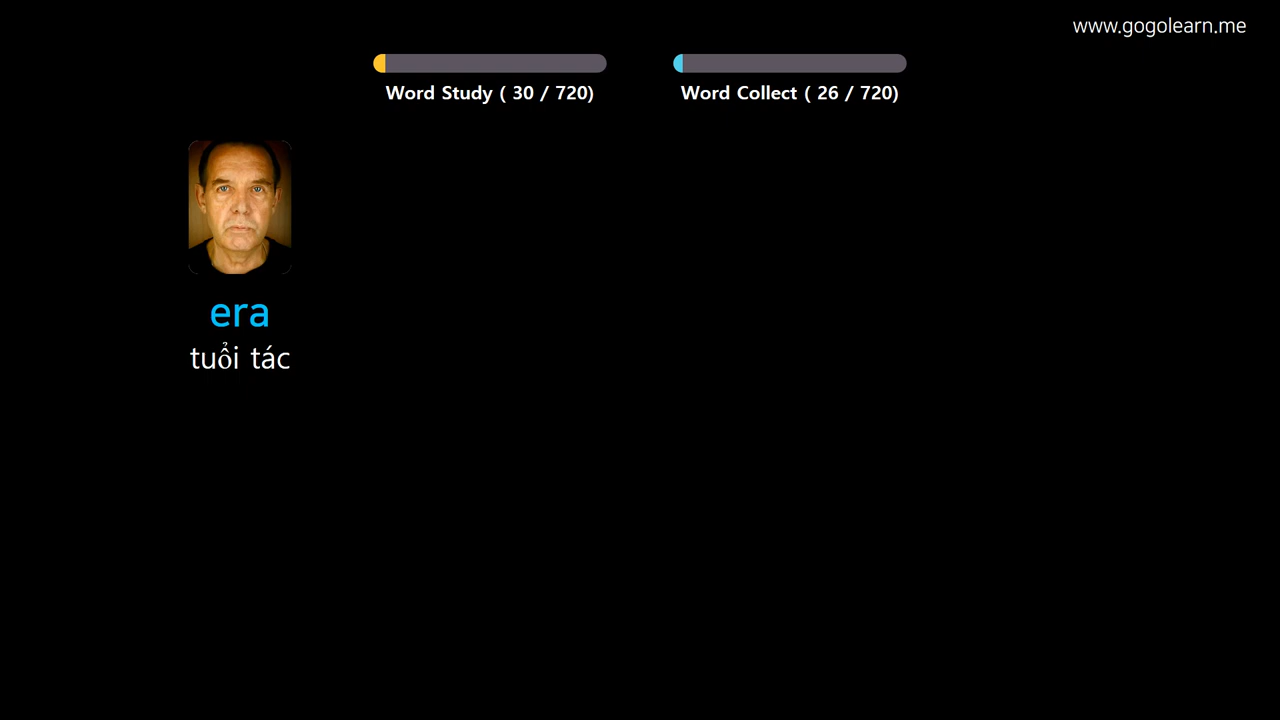 www.gogolearn.me
Word Study ( 30 / 720)
Word Collect ( 26 / 720)
era
tuổi tác